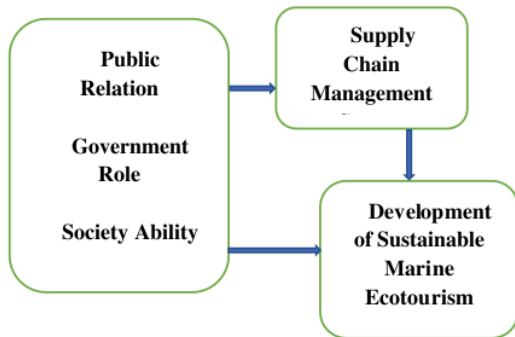 Public
Relation
Government
Role
Society Ability
Supply
Chain
Management
Development
of Sustainable
Marine
Ecotourism